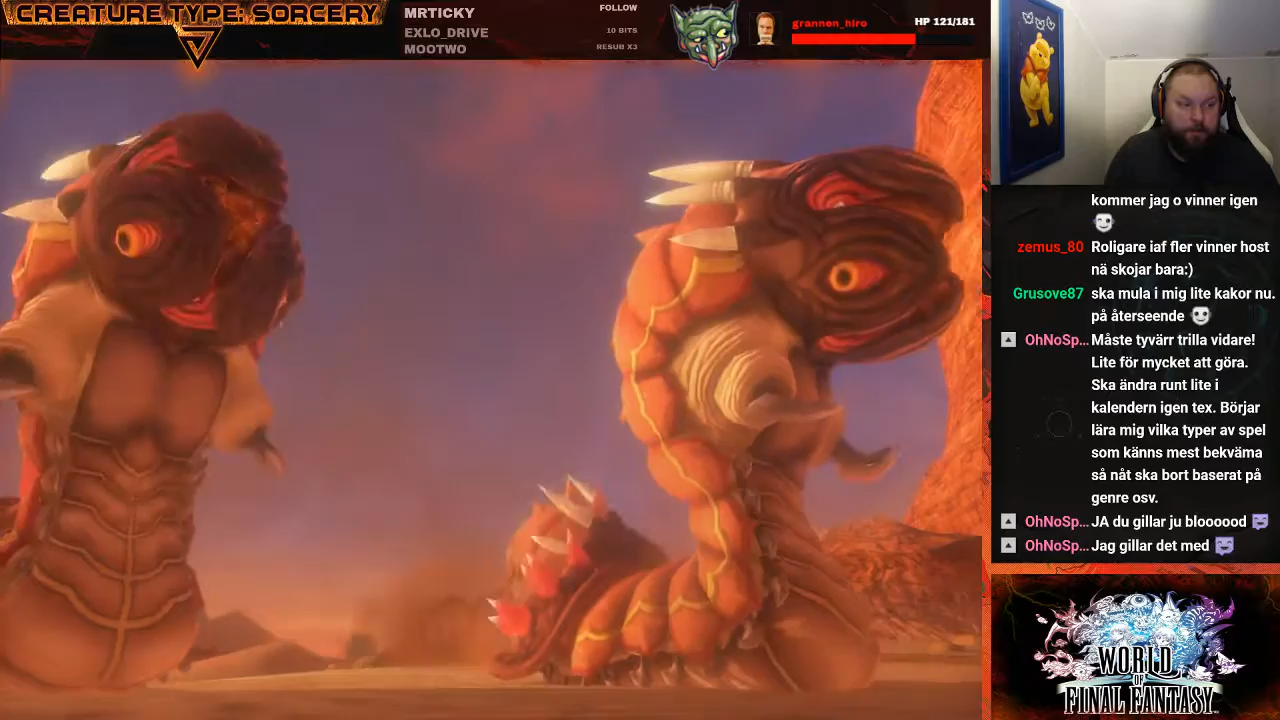 CREATURE TYPE: SORCERY
MRTICKY
EXLO_DRIVE
MOOTWO
FOLLOW
10 BITS
RESUB X3
grannen_hiro
HP 121/181
kommer jag o vinner igen
zemus_80 Roligare iaf fler vinner host
nä skojar bara:)
Grusove87 ska mula i mig lite kakor nu.
på återseende
OhNoSp... Måste tyvärr trilla vidare!
Lite för mycket att göra.
Ska ändra runt lite i
kalendern igen tex. Börjar
lära mig vilka typer av spel
som känns mest bekväma
så nåt ska bort baserat på
genre osv.
OhNoSp... JA du gillar ju bloooood
OhNoSp... Jag gillar det med
WORLD
OF
FINAL FANTASY